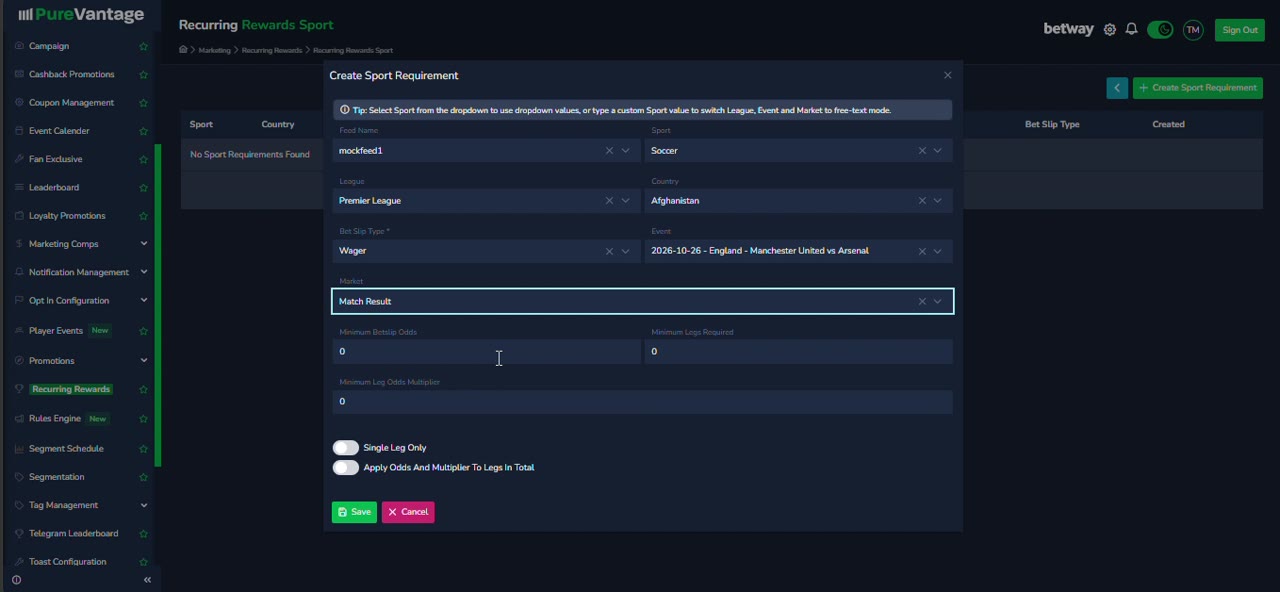 PureVantage
Campaign
Cashback Promotions
Coupon Management
Event Calender
Fan Exclusive
Leaderboard
Loyalty Promotions
Marketing Comps
Notification Management
Opt In Configuration
Player Events New
Promotions
Recurring Rewards
Rules Engine New
Segment Schedule
Segmentation
Tag Management
Telegram Leaderboard
Toast Configuration
Recurring Rewards Sport
Marketing > Recurring Rewards > Recurring Rewards Sport
betway
TM
Sign Out
+ Create Sport Requirement
Sport Country Bet Slip Type Created
No Sport Requirements Found
Create Sport Requirement
Tip: Select Sport from the dropdown to use dropdown values, or type a custom Sport value to switch League, Event and Market to free-text mode.
Feed Name Sport
mockfeed1 Soccer
League Country
Premier League Afghanistan
Bet Slip Type * Event
Wager 2026-10-26 - England - Manchester United vs Arsenal
Market
Match Result
Minimum Betslip Odds Minimum Legs Required
0 0
Minimum Leg Odds Multiplier
0
Single Leg Only
Apply Odds And Multiplier To Legs In Total
Save Cancel